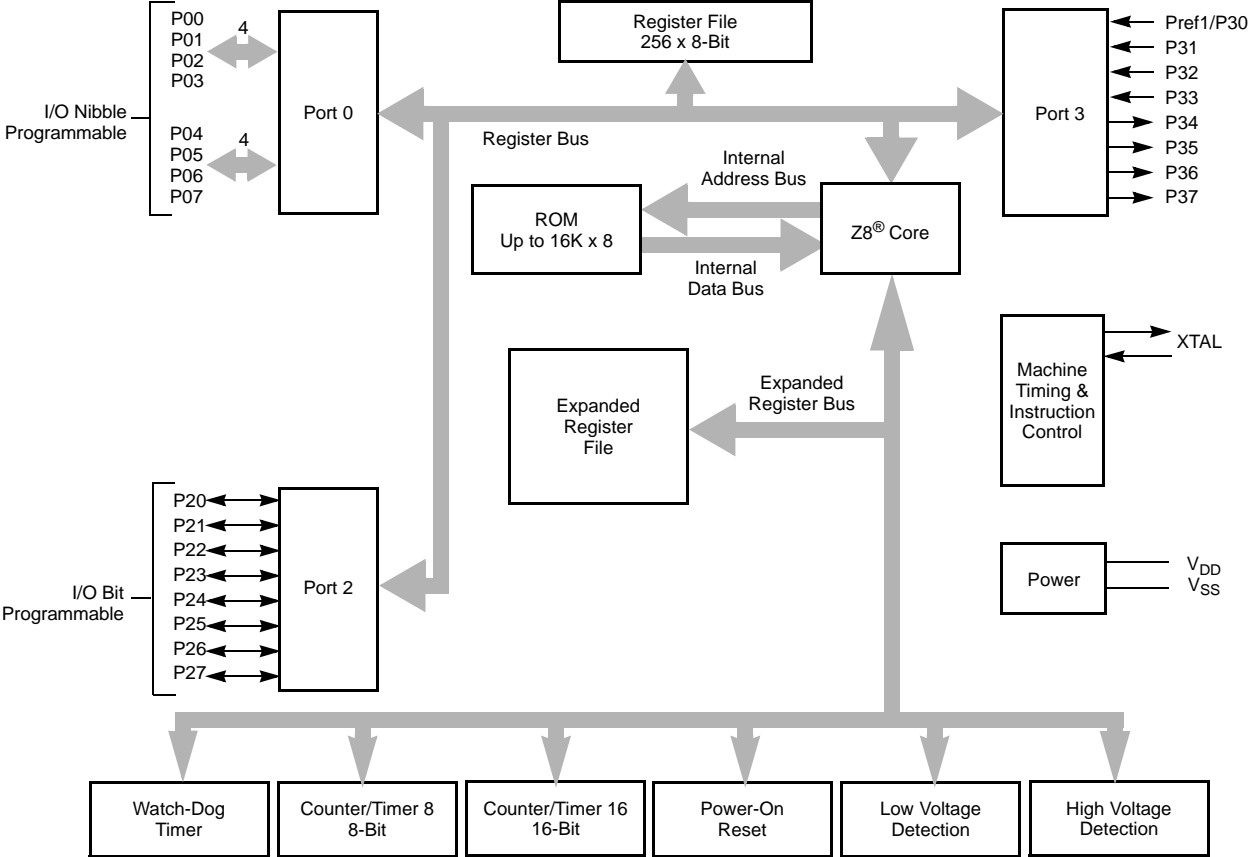 P00
P01
P02
P03
4
I/O Nibble
Programmable
P04
P05
P06
P07
4
Port 0
Register File
256 x 8-Bit
Register Bus
Port 3
Pref1/P30
P31
P32
P33
P34
P35
P36
P37
Internal
Address Bus
ROM
Up to 16K x 8
Z8® Core
Internal
Data Bus
Machine
Timing &
Instruction
Control
XTAL
Expanded
Register
File
Expanded
Register Bus
I/O Bit
Programmable
P20
P21
P22
P23
P24
P25
P26
P27
Port 2
Power
VDD
VSS
Watch-Dog
Timer
Counter/Timer 8
8-Bit
Counter/Timer 16
16-Bit
Power-On
Reset
Low Voltage
Detection
High Voltage
Detection